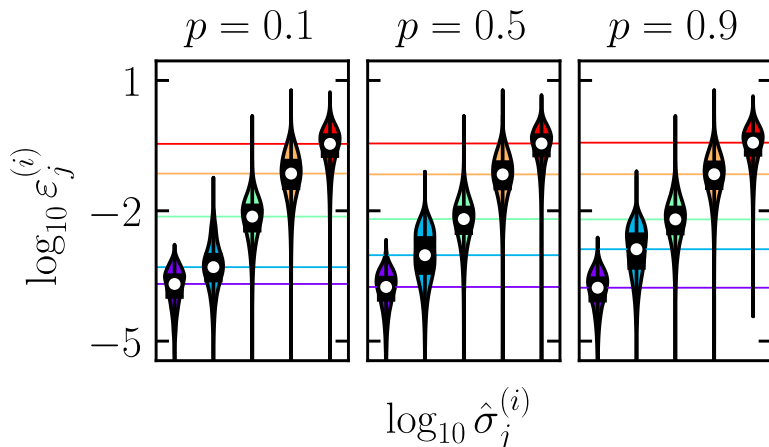 p = 0.1 p = 0.5 p = 0.9
log₁₀ ε_j^(i)
1
−2
−5
log₁₀ σ̂_j^(i)